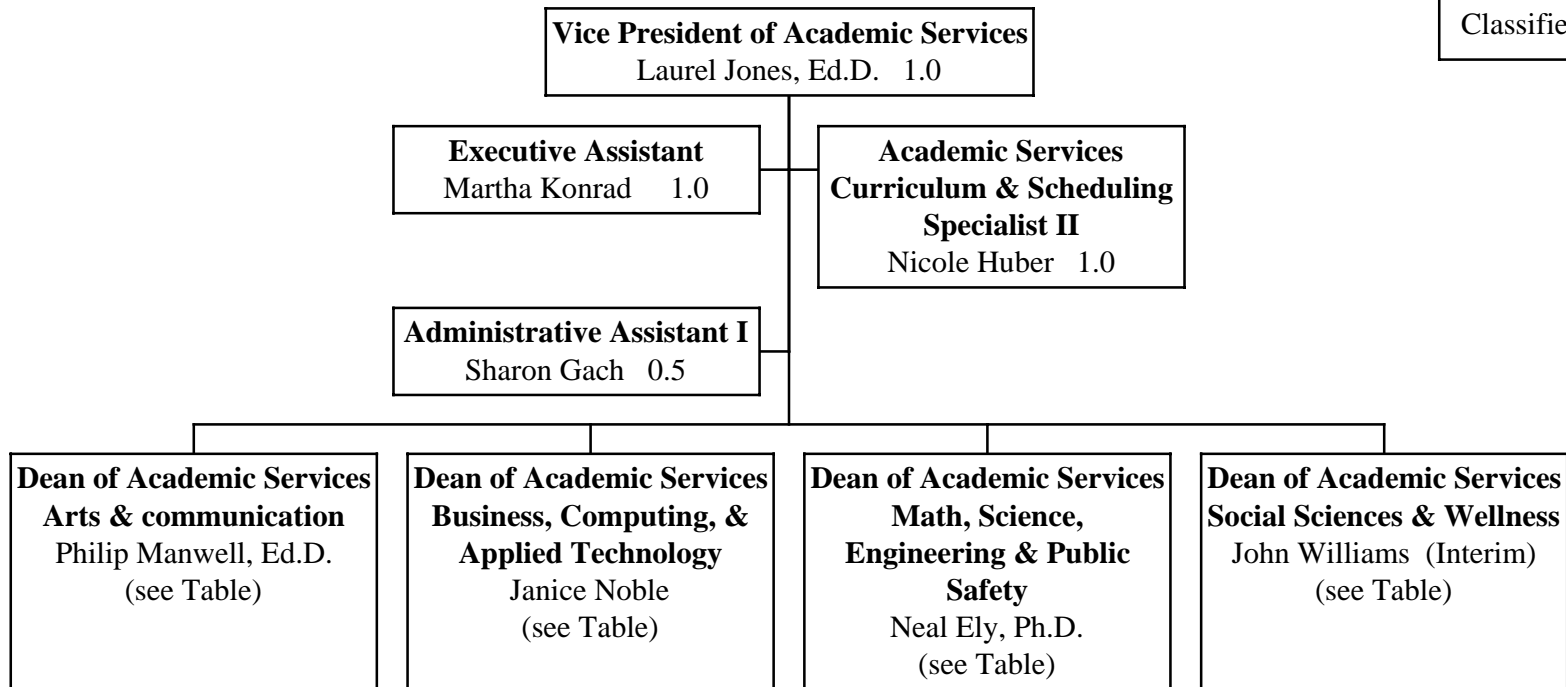 Vice President of Academic Services
Laurel Jones, Ed.D. 1.0
Executive Assistant
Martha Konrad 1.0
Academic Services
Curriculum & Scheduling
Specialist II
Nicole Huber 1.0
Administrative Assistant I
Sharon Gach 0.5
Dean of Academic Services
Arts & communication
Philip Manwell, Ed.D.
(see Table)
Dean of Academic Services
Business, Computing, &
Applied Technology
Janice Noble
(see Table)
Dean of Academic Services
Math, Science,
Engineering & Public
Safety
Neal Ely, Ph.D.
(see Table)
Dean of Academic Services
Social Sciences & Wellness
John Williams (Interim)
(see Table)